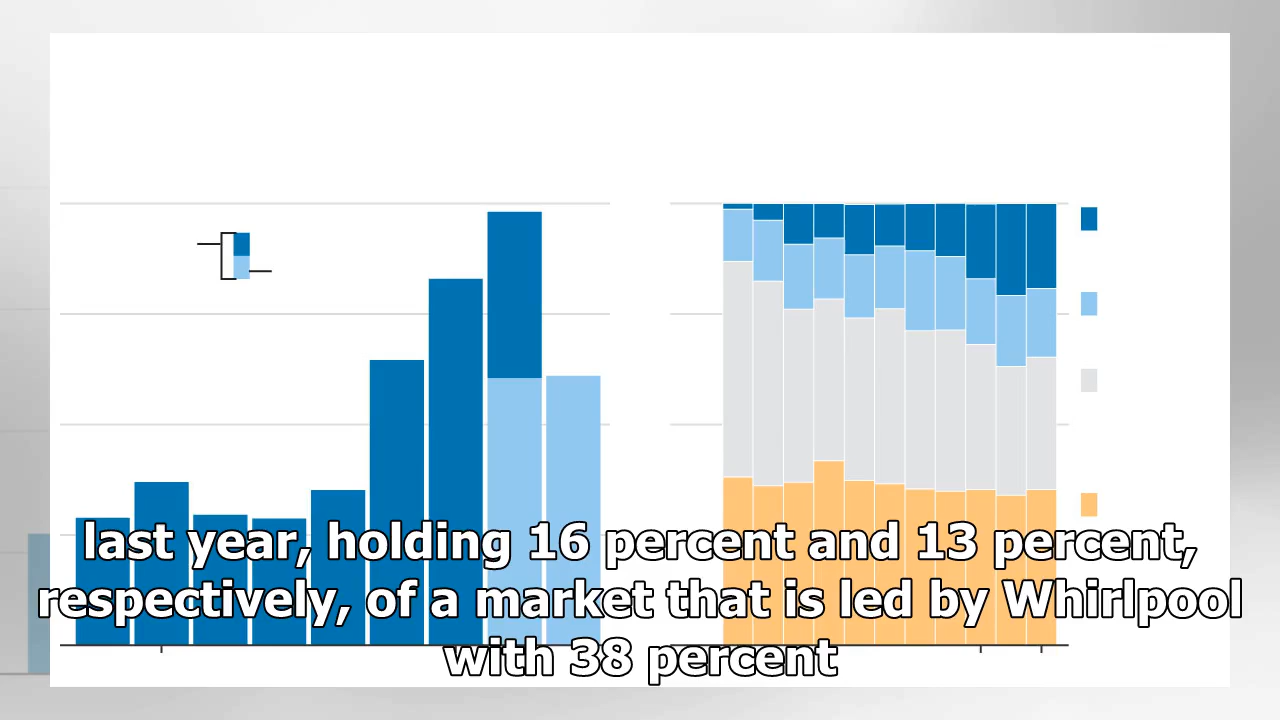 last year, holding 16 percent and 13 percent,
respectively, of a market that is led by Whirlpool
with 38 percent